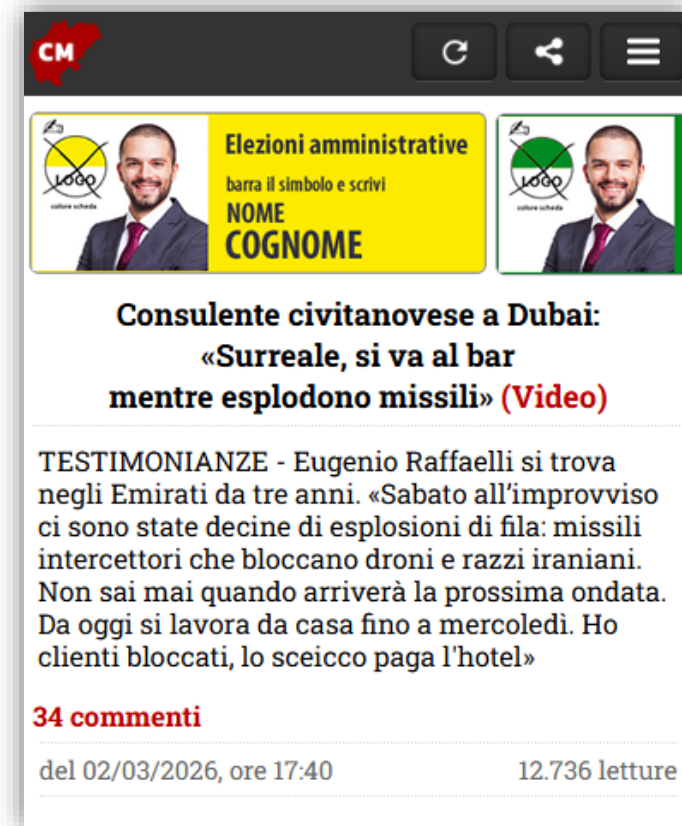 CM
LOGO
colore scheda
Elezioni amministrative
barra il simbolo e scrivi
NOME
COGNOME
LOGO
colore scheda
Consulente civitanovese a Dubai:
«Surreale, si va al bar
mentre esplodono missili» (Video)
TESTIMONIANZE - Eugenio Raffaelli si trova
negli Emirati da tre anni. «Sabato all’improvviso
ci sono state decine di esplosioni di fila: missili
intercettori che bloccano droni e razzi iraniani.
Non sai mai quando arriverà la prossima ondata.
Da oggi si lavora da casa fino a mercoledì. Ho
clienti bloccati, lo sceicco paga l'hotel»
34 commenti
del 02/03/2026, ore 17:40 12.736 letture